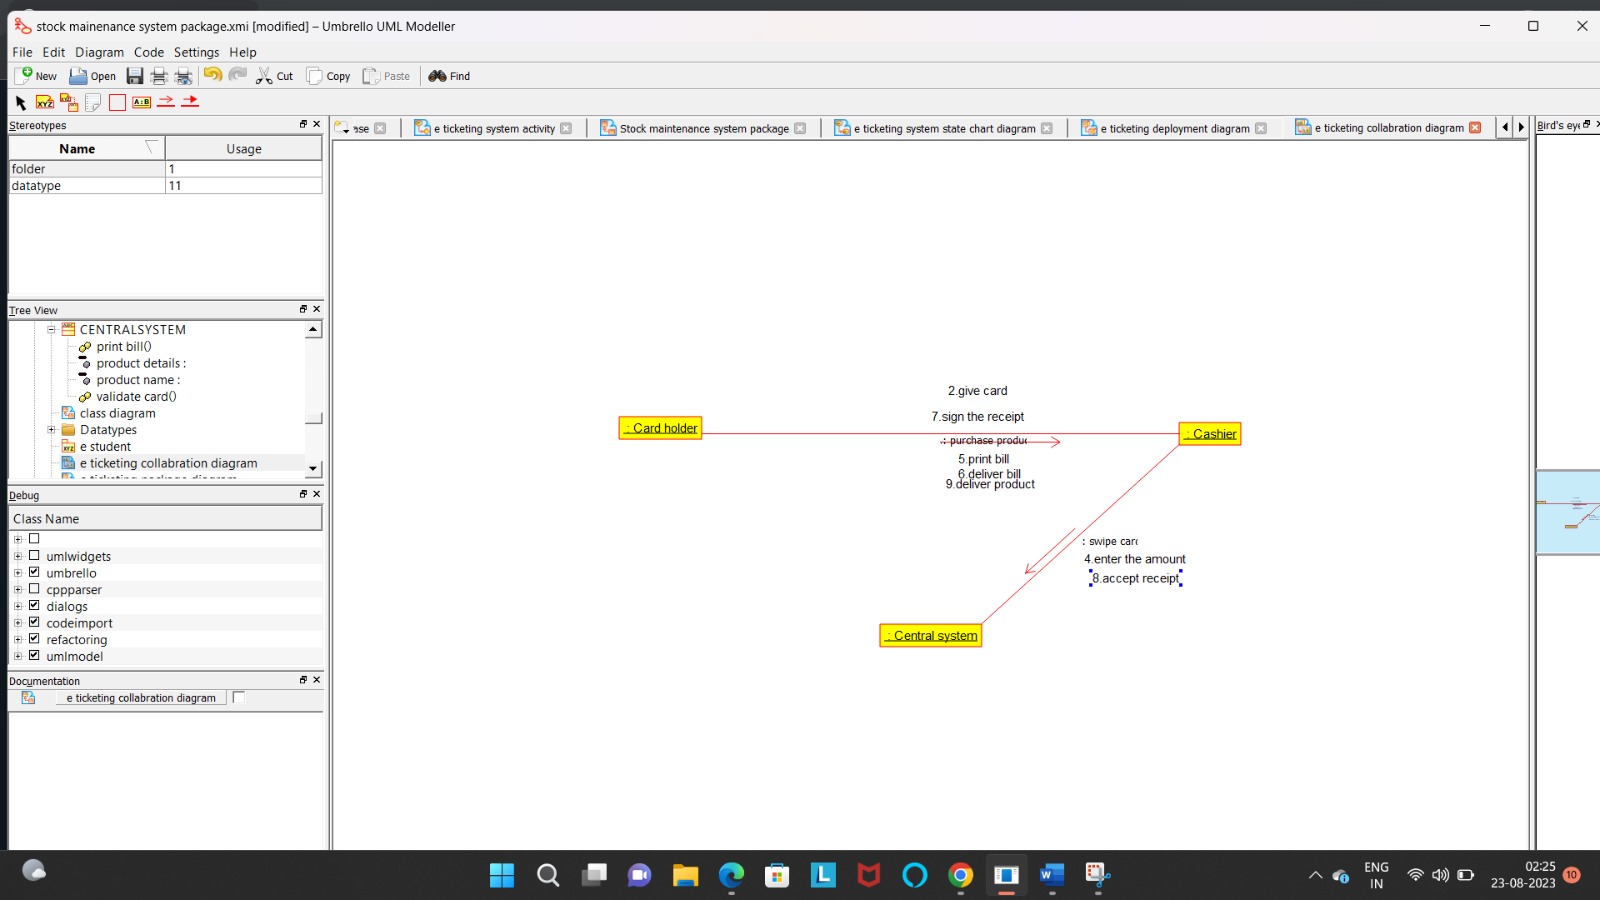 stock mainenance system package.xmi [modified] – Umbrello UML Modeller
File Edit Diagram Code Settings Help
New Open Cut Copy Paste Find
XYZ A:B
Stereotypes
Name Usage
folder 1
datatype 11
Tree View
CENTRALSYSTEM
print bill()
product details :
product name :
validate card()
class diagram
Datatypes
e student
e ticketing collabration diagram
Debug
Class Name
umlwidgets
umbrello
cppparser
dialogs
codeimport
refactoring
umlmodel
Documentation
e ticketing collabration diagram
e ticketing system activity
Stock maintenance system package
e ticketing system state chart diagram
e ticketing deployment diagram
e ticketing collabration diagram
Bird's eye
2.give card
7.sign the receipt
: Card holder
: Cashier
.: purchase produc
5.print bill
6.deliver bill
9.deliver product
: swipe card
4.enter the amount
8.accept receipt
: Central system
ENG
IN
02:25
23-08-2023
10